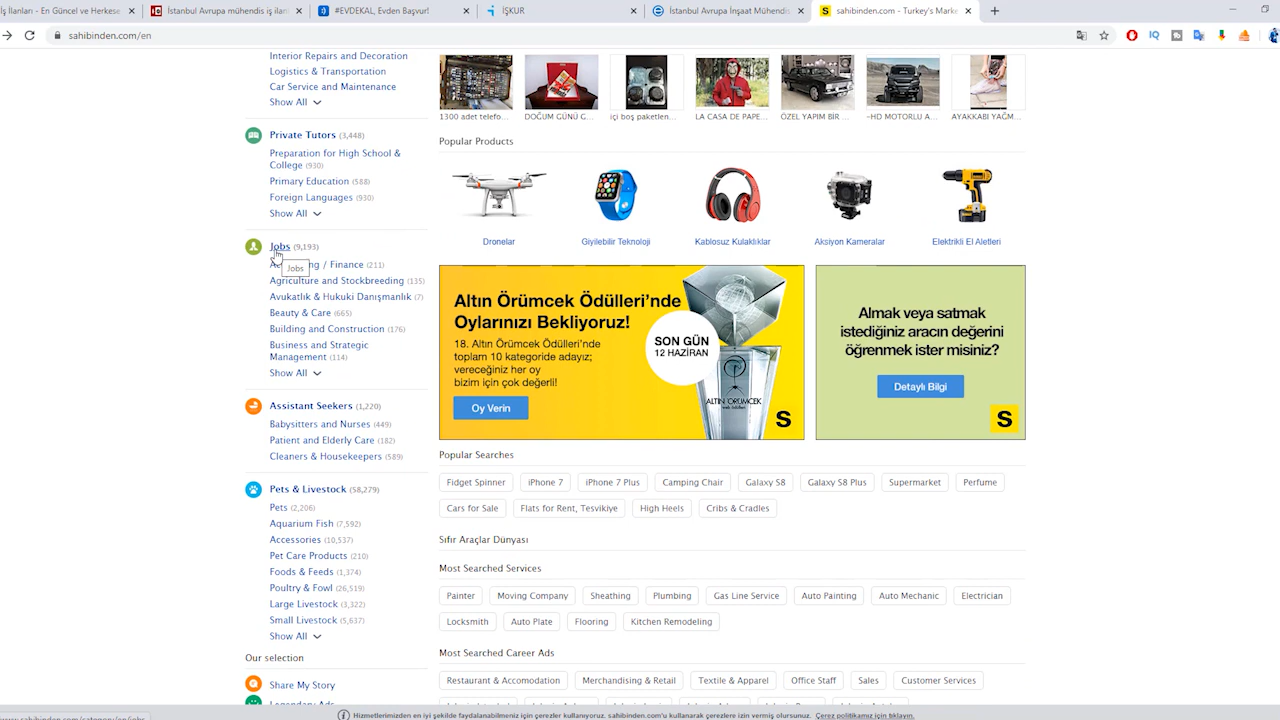 İş İlanları - En Güncel ve Herkese
İstanbul Avrupa mühendis iş ilan
#EVDEKAL, Evden Başvur!
İŞKUR
İstanbul Avrupa İnşaat Mühendis
sahibinden.com - Turkey's Marke
sahibinden.com/en
Interior Repairs and Decoration
Logistics & Transportation
Car Service and Maintenance
Show All
Private Tutors (3,448)
Preparation for High School &
College (930)
Primary Education (588)
Foreign Languages (930)
Show All
Jobs (9,193)
Jobs
/ Finance (211)
Agriculture and Stockbreeding (135)
Avukatlık & Hukuki Danışmanlık (7)
Beauty & Care (665)
Building and Construction (176)
Business and Strategic
Management (114)
Show All
Assistant Seekers (1,220)
Babysitters and Nurses (449)
Patient and Elderly Care (182)
Cleaners & Housekeepers (589)
Pets & Livestock (58,279)
Pets (2,206)
Aquarium Fish (7,592)
Accessories (10,537)
Pet Care Products (210)
Foods & Feeds (1,374)
Poultry & Fowl (26,519)
Large Livestock (3,322)
Small Livestock (5,637)
Show All
Our selection
Share My Story
Legendary Ads
1300 adet telefo...
DOĞUM GÜNÜ G...
içi boş paketlen...
LA CASA DE PAPE...
ÖZEL YAPIM BİR ...
~HD MOTORLU A...
AYAKKABI YAĞM...
Popular Products
Dronelar
Giyilebilir Teknoloji
Kablosuz Kulaklıklar
Aksiyon Kameralar
Elektrikli El Aletleri
Altın Örümcek Ödülleri'nde
Oylarınızı Bekliyoruz!
18. Altın Örümcek Ödülleri'nde
toplam 10 kategoride adayız;
vereceğiniz her oy
bizim için çok değerli!
Oy Verin
SON GÜN
12 HAZİRAN
ALTIN ÖRÜMCEK
S
Almak veya satmak
istediğiniz aracın değerini
öğrenmek ister misiniz?
Detaylı Bilgi
S
Popular Searches
Fidget Spinner
iPhone 7
iPhone 7 Plus
Camping Chair
Galaxy S8
Galaxy S8 Plus
Supermarket
Perfume
Cars for Sale
Flats for Rent, Tesvikiye
High Heels
Cribs & Cradles
Sıfır Araçlar Dünyası
Most Searched Services
Painter
Moving Company
Sheathing
Plumbing
Gas Line Service
Auto Painting
Auto Mechanic
Electrician
Locksmith
Auto Plate
Flooring
Kitchen Remodeling
Most Searched Career Ads
Restaurant & Accomodation
Merchandising & Retail
Textile & Apparel
Office Staff
Sales
Customer Services
Hizmetlerimizden en iyi şekilde faydalanabilmeniz için çerezler kullanıyoruz. sahibinden.com'u kullanarak çerezlere izin vermiş olursunuz. Çerez politikamız için tıklayın.